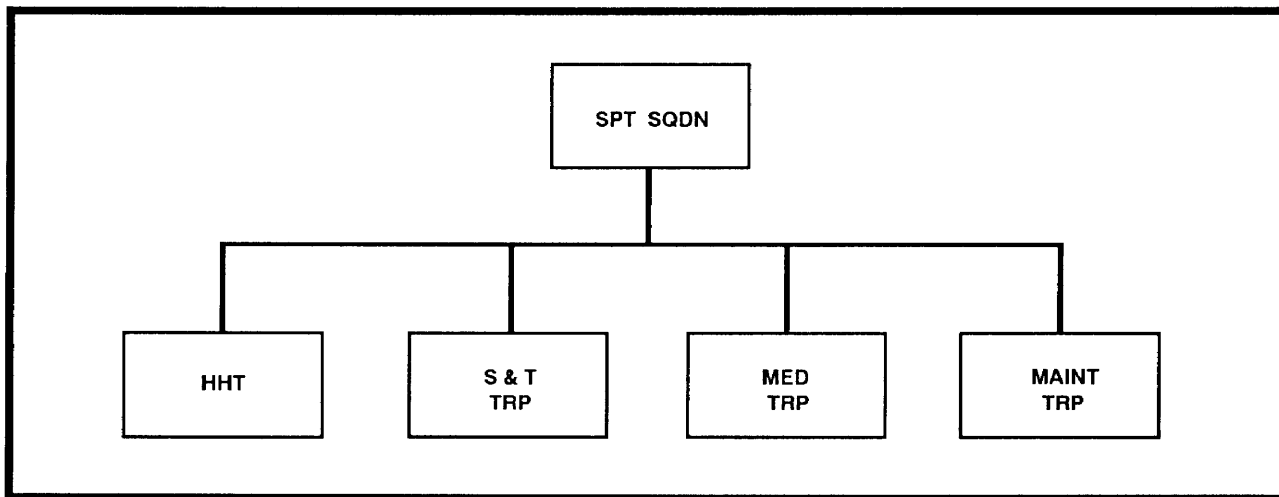 SPT SQDN
HHT
S & T
TRP
MED
TRP
MAINT
TRP